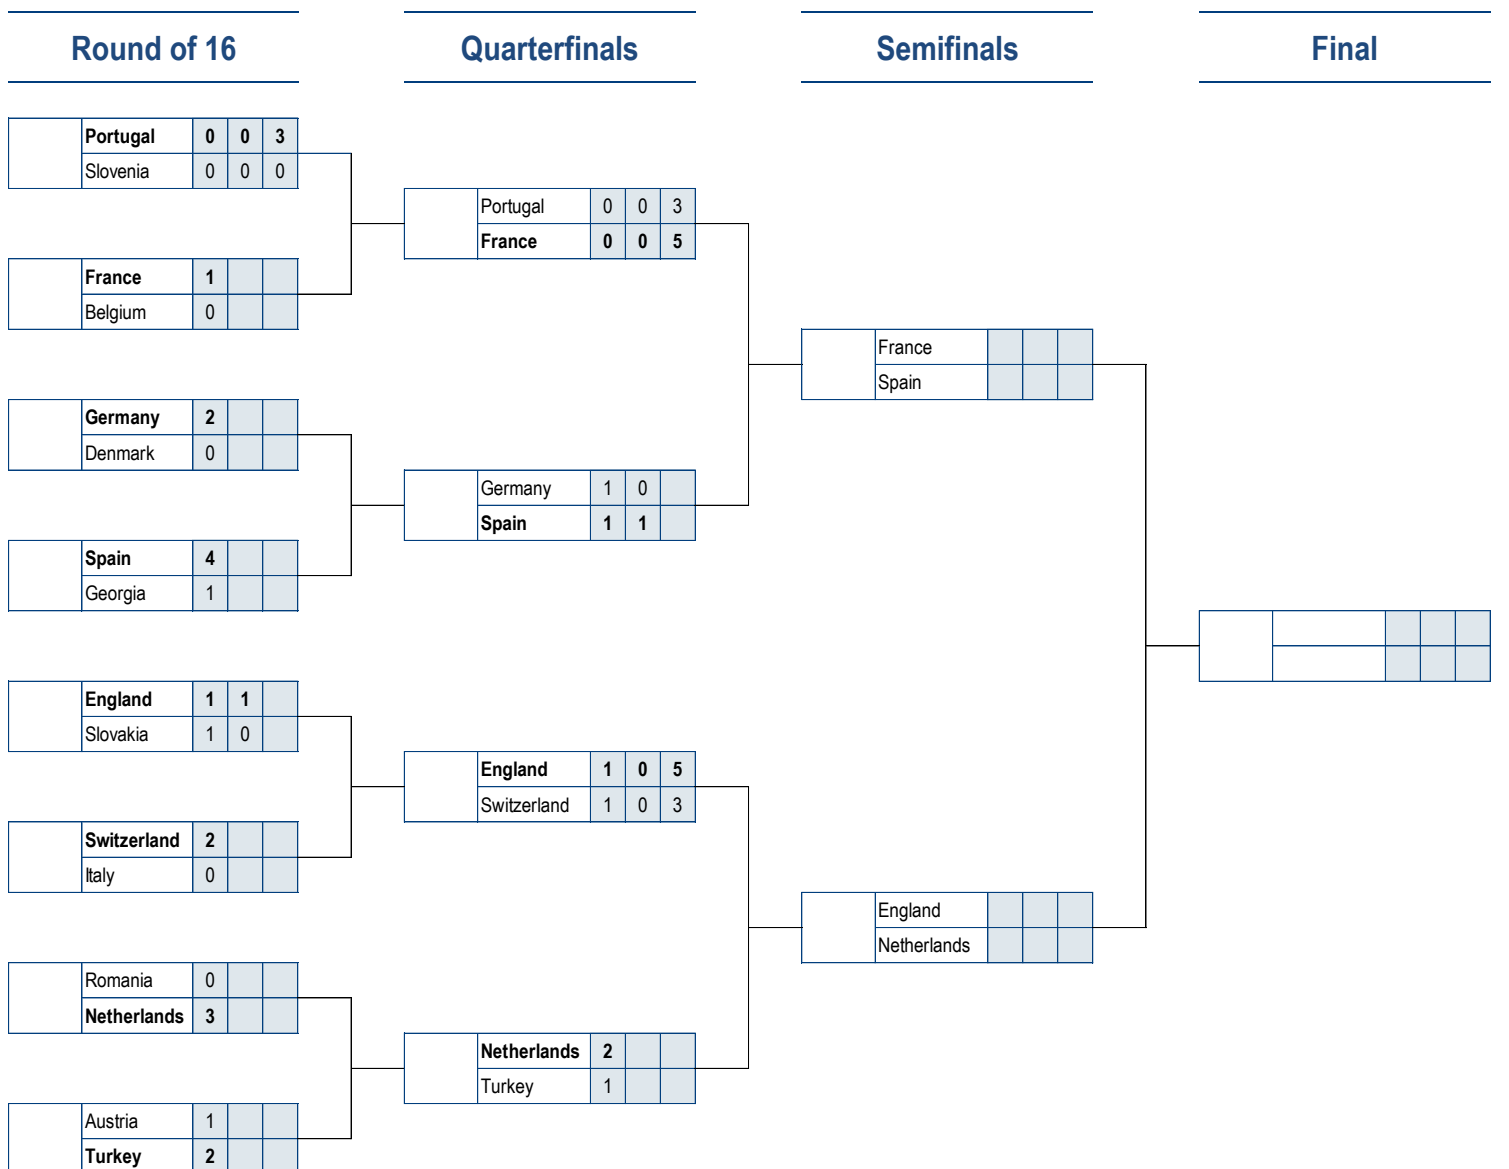 Round of 16
Quarterfinals
Semifinals
Final
Portugal 0 0 3
Slovenia 0 0 0
France 1
Belgium 0
Germany 2
Denmark 0
Spain 4
Georgia 1
England 1 1
Slovakia 1 0
Switzerland 2
Italy 0
Romania 0
Netherlands 3
Austria 1
Turkey 2
Portugal 0 0 3
France 0 0 5
Germany 1 0
Spain 1 1
England 1 0 5
Switzerland 1 0 3
Netherlands 2
Turkey 1
France
Spain
England
Netherlands